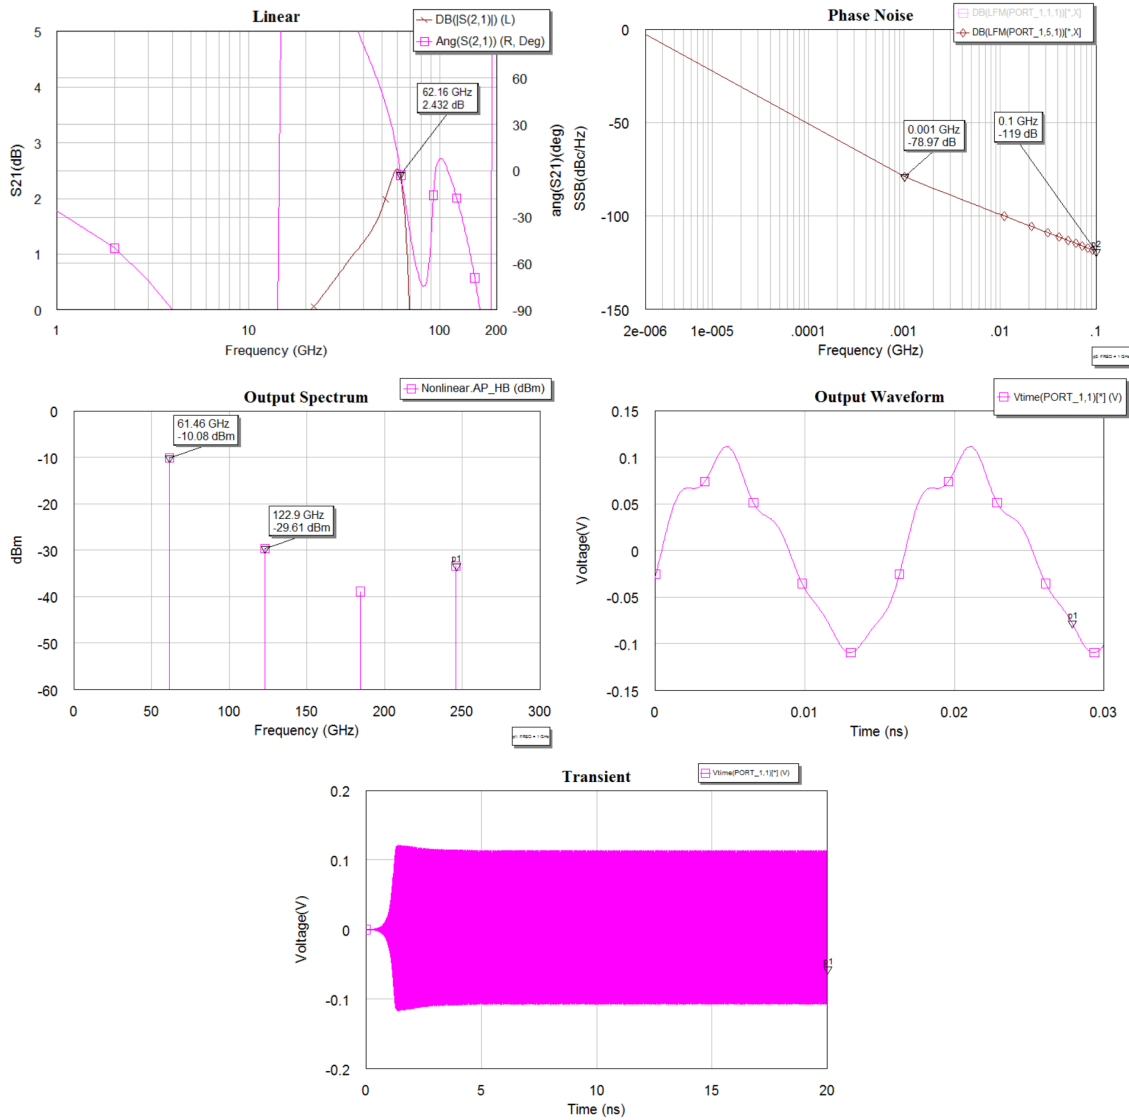 Linear
DB(|S(2,1)|) (L)
Ang(S(2,1)) (R, Deg)
62.16 GHz
2.432 dB
5
4
3
2
1
0
60
30
0
-30
-60
-90
S21(dB)
ang(S21)(deg)
1
10
100
200
Frequency (GHz)
Phase Noise
DB(LFM(PORT_1,1,1))[*,X]
DB(LFM(PORT_1,5,1))[*,X]
0.001 GHz
-78.97 dB
0.1 GHz
-119 dB
p2
0
-50
-100
-150
SSB(dBc/Hz)
2e-006
1e-005
.0001
.001
.01
.1
Frequency (GHz)
Output Spectrum
Nonlinear.AP_HB (dBm)
61.46 GHz
-10.08 dBm
122.9 GHz
-29.61 dBm
p1
0
-10
-20
-30
-40
-50
-60
dBm
0
50
100
150
200
250
300
Frequency (GHz)
Output Waveform
Vtime(PORT_1,1)[*] (V)
p1
0.15
0.1
0.05
0
-0.05
-0.1
-0.15
Voltage(V)
0
0.01
0.02
0.03
Time (ns)
Transient
Vtime(PORT_1,1)[*] (V)
p1
0.2
0.1
0
-0.1
-0.2
Voltage(V)
0
5
10
15
20
Time (ns)